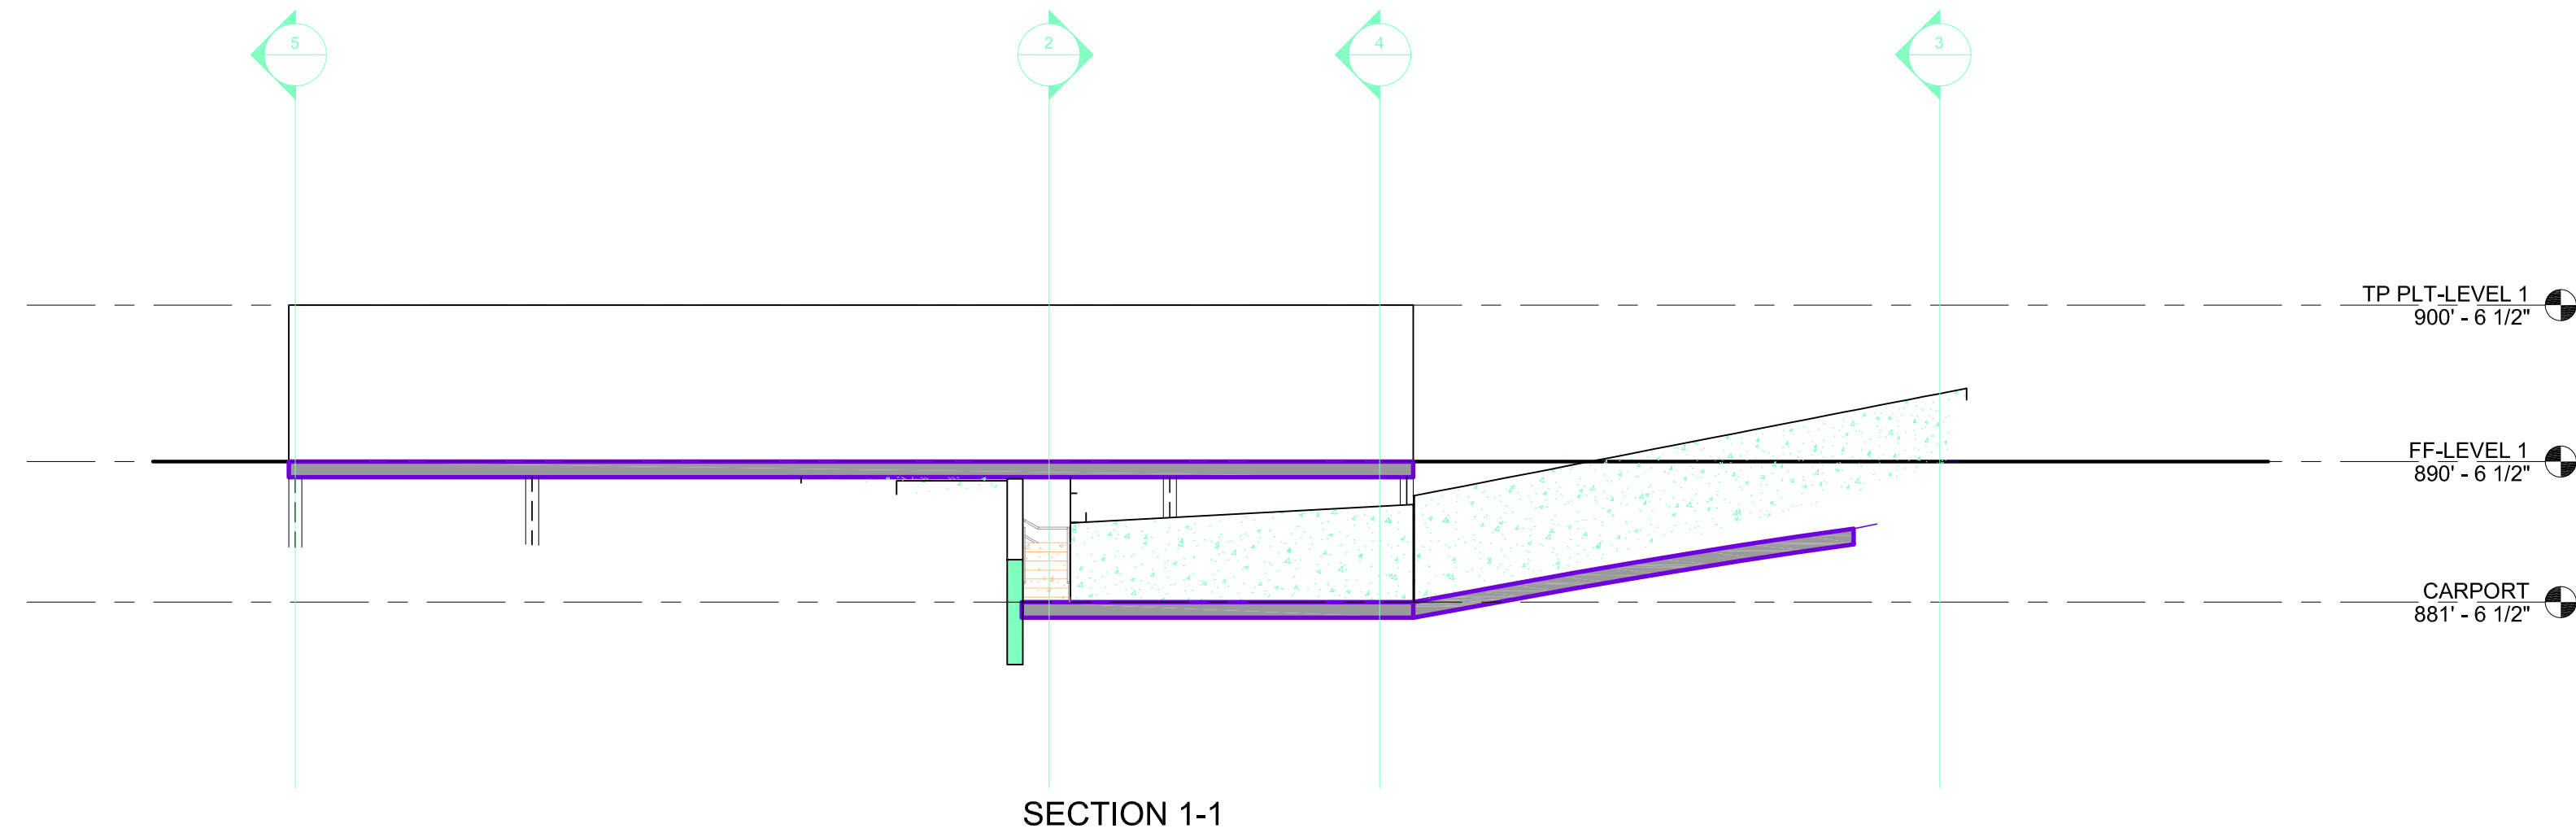 5
2
4
3
TP PLT-LEVEL 1
900' - 6 1/2"
FF-LEVEL 1
890' - 6 1/2"
CARPORT
881' - 6 1/2"
SECTION 1-1